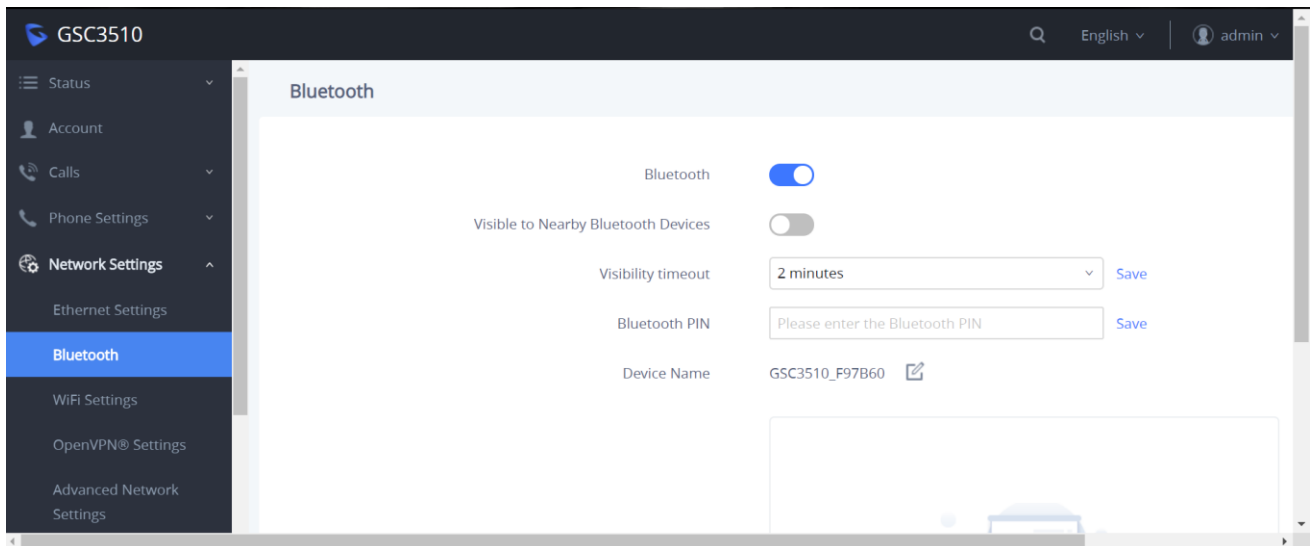 GSC3510
English
admin
Status
Account
Calls
Phone Settings
Network Settings
Ethernet Settings
Bluetooth
WiFi Settings
OpenVPN® Settings
Advanced Network
Settings
Bluetooth
Bluetooth
Visible to Nearby Bluetooth Devices
Visibility timeout
2 minutes
Save
Bluetooth PIN
Please enter the Bluetooth PIN
Save
Device Name
GSC3510_F97B60